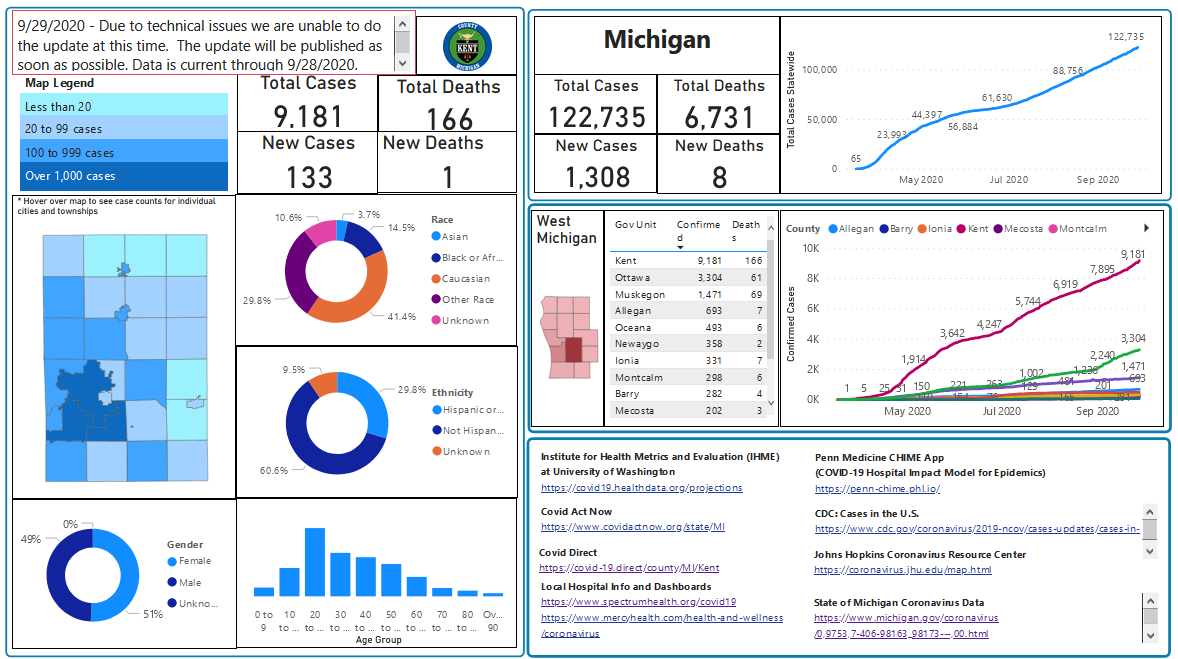 9/29/2020 - Due to technical issues we are unable to do
the update at this time. The update will be published as
soon as possible. Data is current through 9/28/2020.
COUNTY
KENT
MICHIGAN
Map Legend
Less than 20
20 to 99 cases
100 to 999 cases
Over 1,000 cases
Total Cases
9,181
Total Deaths
166
New Cases
133
New Deaths
1
* Hover over map to see case counts for individual
cities and townships
10.6%
3.7%
14.5%
29.8%
41.4%
Race
Asian
Black or Afr...
Caucasian
Other Race
Unknown
9.5%
29.8%
60.6%
Ethnicity
Hispanic or...
Not Hispan...
Unknown
0%
49%
51%
Gender
Female
Male
Unkno...
0 to 10 20 30 40 50 60 70 80 Ov...
9 to ... to ... to ... to ... to ... to ... to ... to ... 90
Age Group
Michigan
Total Cases
122,735
Total Deaths
6,731
New Cases
1,308
New Deaths
8
Total Cases Statewide
100,000
50,000
0
65
23,993
44,397
56,884
61,630
88,756
122,735
May 2020 Jul 2020 Sep 2020
West
Michigan
Gov Unit Confirme Death
d s
Kent 9,181 166
Ottawa 3,304 61
Muskegon 1,471 69
Allegan 693 7
Oceana 493 6
Newaygo 358 2
Ionia 331 7
Montcalm 298 6
Barry 282 4
Mecosta 202 3
County Allegan Barry Ionia Kent Mecosta Montcalm
Confirmed Cases
10K
8K
6K
4K
2K
0K
9,181
7,895
6,919
5,744
4,247
3,642
1,914
3,304
2,240
1,471
1,236
1,002
693
1 5 25 31 150 221 263 129 481 201
154 76 165 281
May 2020 Jul 2020 Sep 2020
Institute for Health Metrics and Evaluation (IHME)
at University of Washington
https://covid19.healthdata.org/projections
Covid Act Now
https://www.covidactnow.org/state/MI
Covid Direct
https://covid-19.direct/county/MI/Kent
Local Hospital Info and Dashboards
https://www.spectrumhealth.org/covid19
https://www.mercyhealth.com/health-and-wellness
/coronavirus
Penn Medicine CHIME App
(COVID-19 Hospital Impact Model for Epidemics)
https://penn-chime.phl.io/
CDC: Cases in the U.S.
https://www.cdc.gov/coronavirus/2019-ncov/cases-updates/cases-in-
Johns Hopkins Coronavirus Resource Center
https://coronavirus.jhu.edu/map.html
State of Michigan Coronavirus Data
https://www.michigan.gov/coronavirus
/0,9753,7-406-98163_98173---,00.html